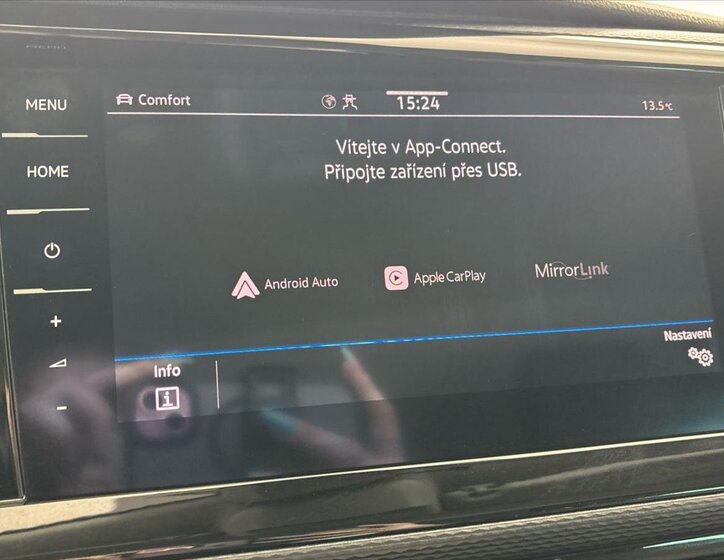 MENU
Comfort
15:24
13.5°C
HOME
Vítejte v App-Connect.
Připojte zařízení přes USB.
Android Auto
Apple CarPlay
MirrorLink
+
-
Info
i
Nastavení